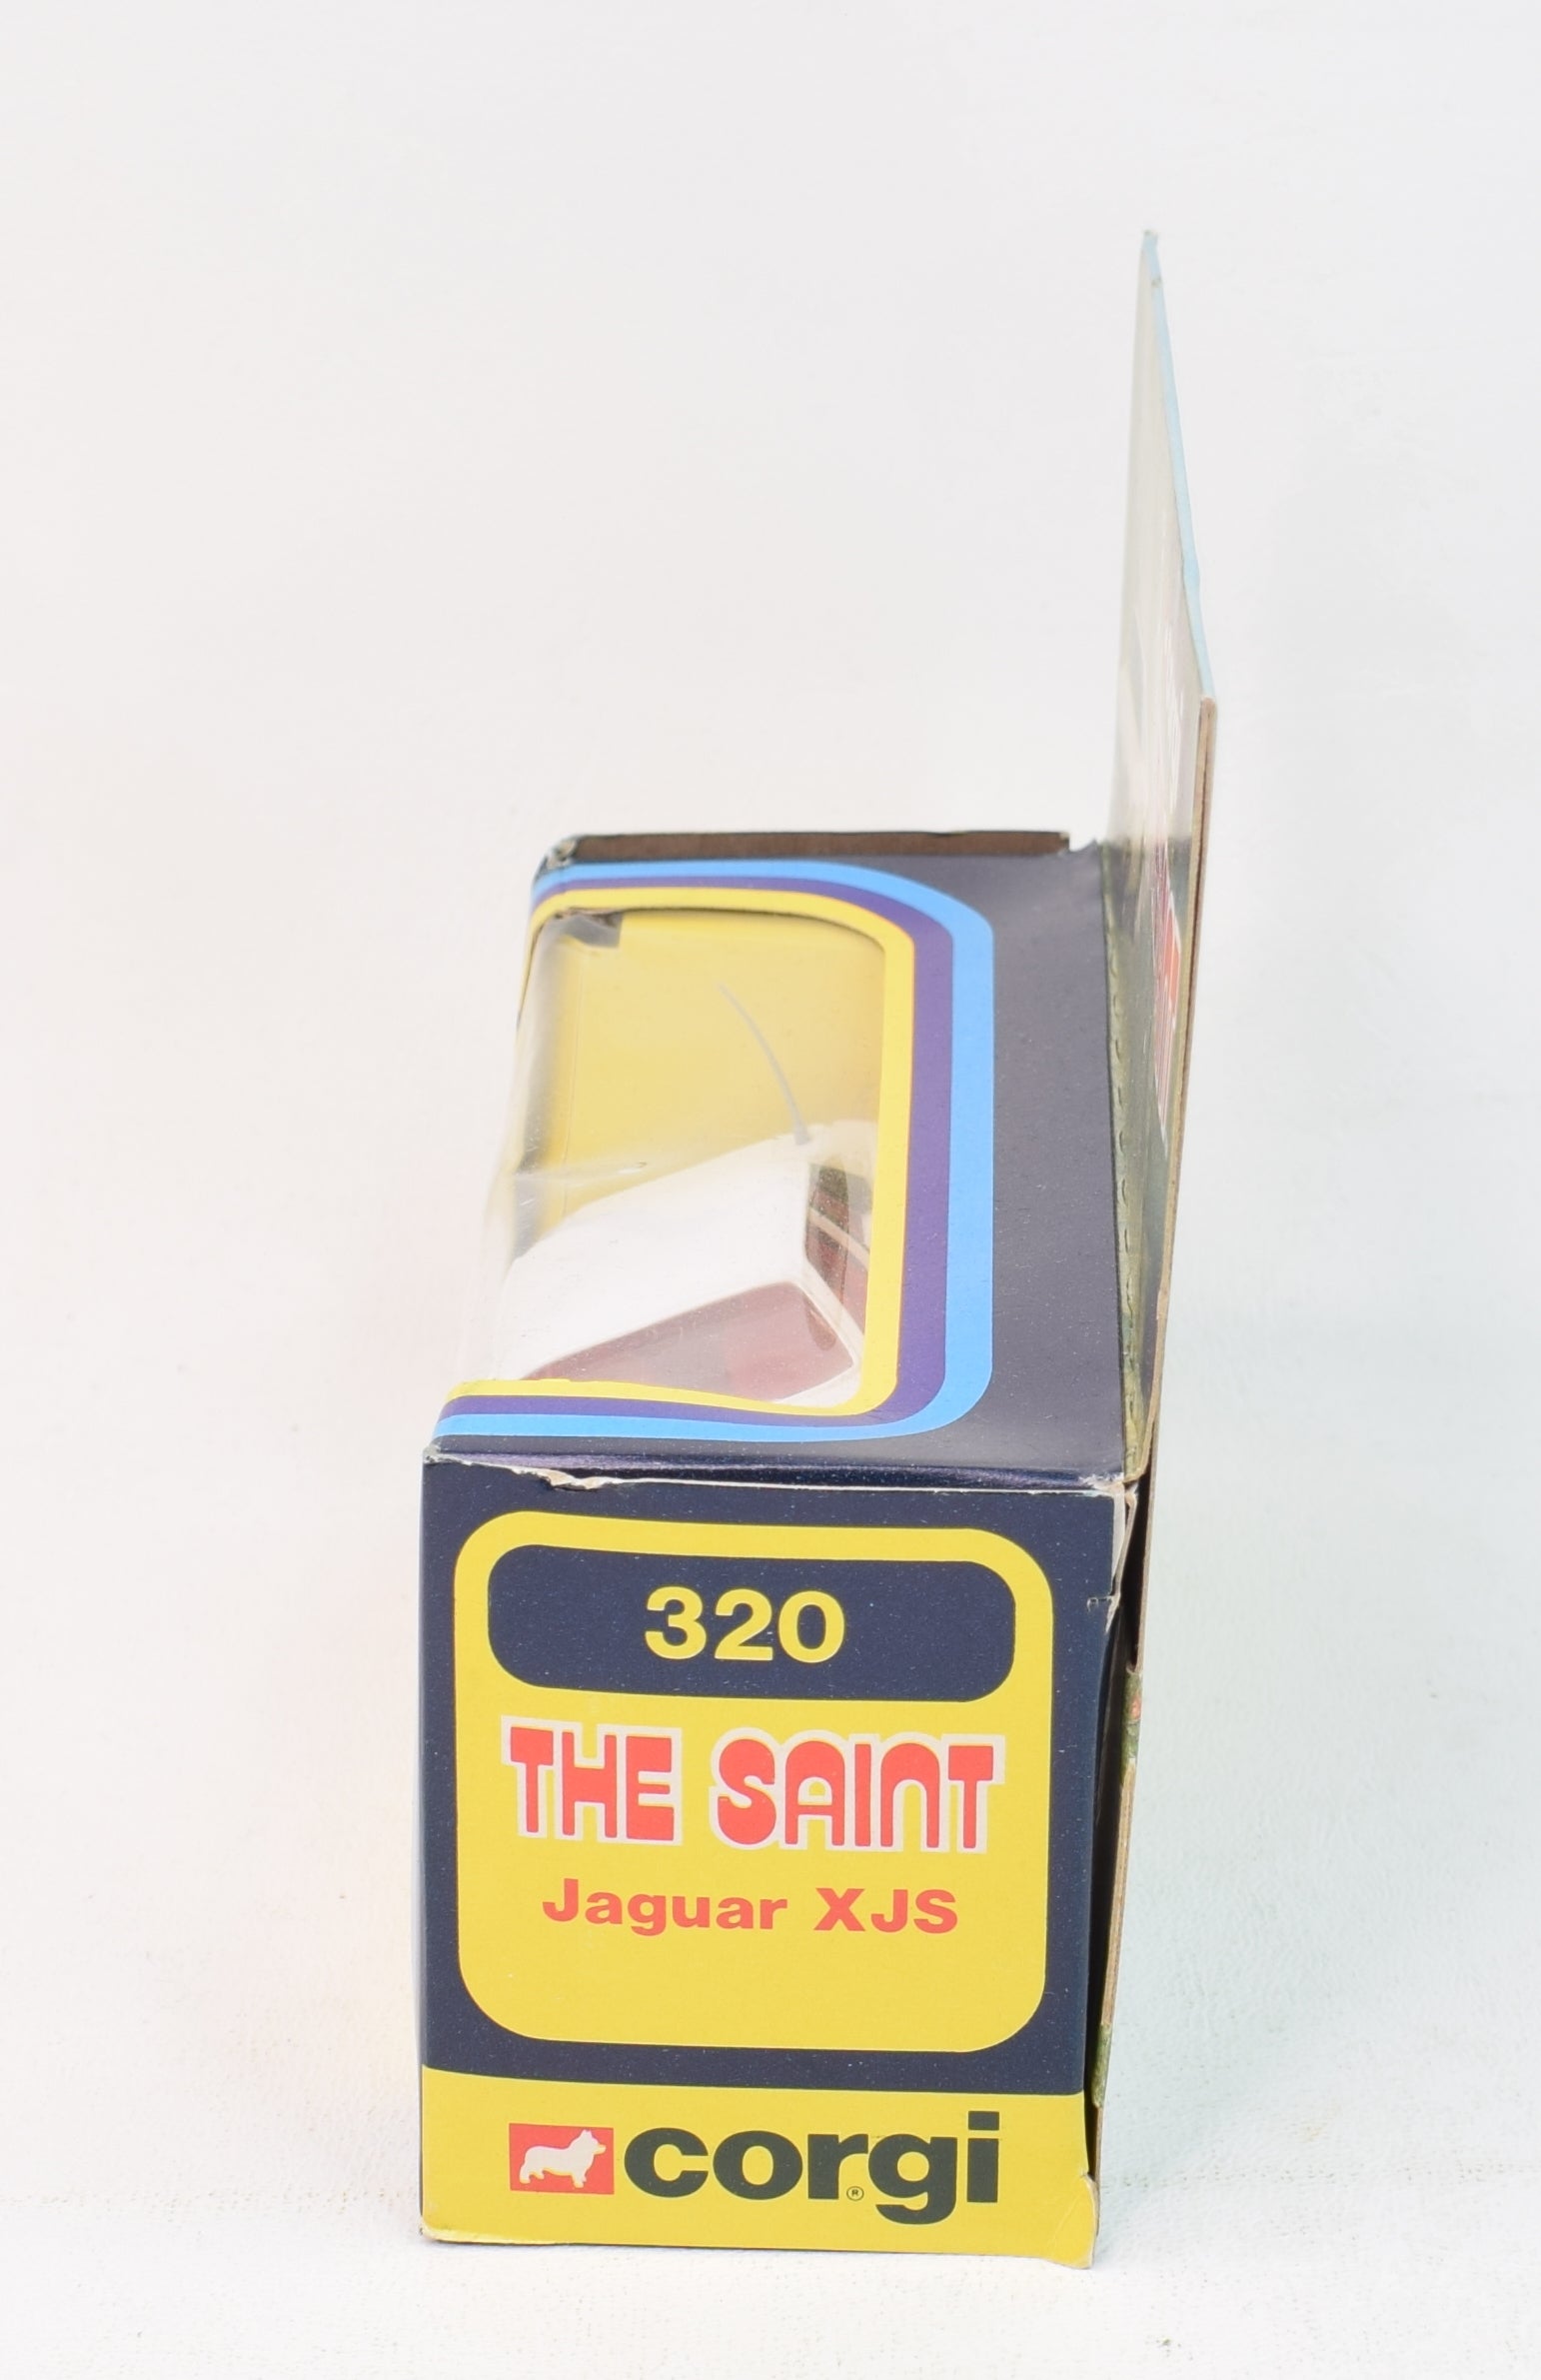 320
THE SAINT
Jaguar XJS
corgi®